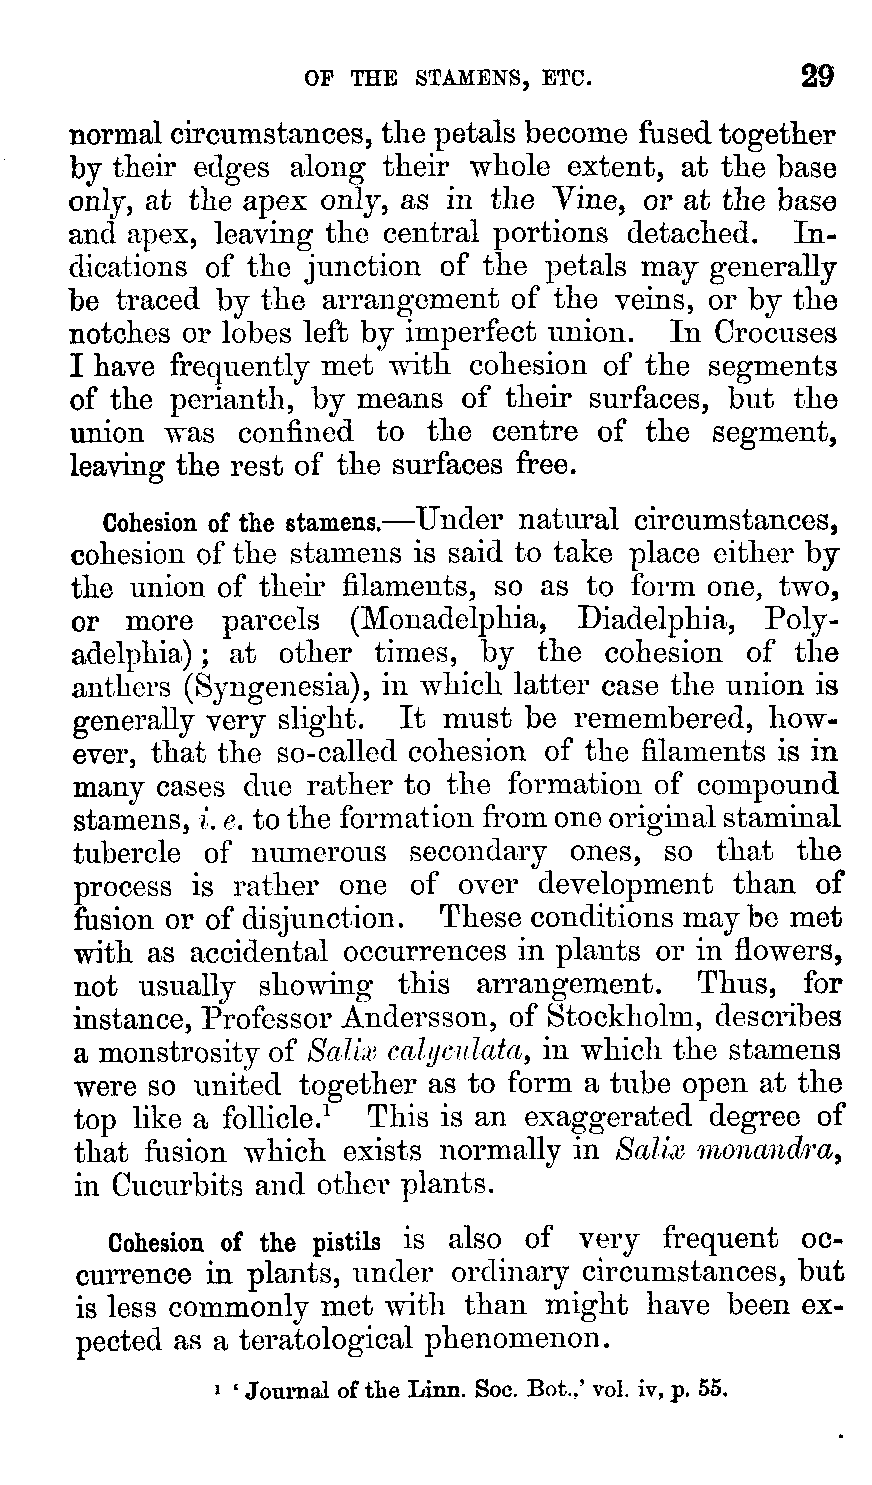 OF THE STAMENS, ETC. 29
normal circumstances, the petals become fused together
by their edges along their whole extent, at the base
only, at the apex only, as in the Vine, or at the base
and apex, leaving the central portions detached. In-
dications of the junction of the petals may generally
be traced by the arrangement of the veins, or by the
notches or lobes left by imperfect union. In Crocuses
I have frequently met with cohesion of the segments
of the perianth, by means of their surfaces, but the
union was confined to the centre of the segment,
leaving the rest of the surfaces free.
Cohesion of the stamens.—Under natural circumstances,
cohesion of the stamens is said to take place either by
the union of their filaments, so as to form one, two,
or more parcels (Monadelphia, Diadelphia, Poly-
adelphia); at other times, by the cohesion of the
anthers (Syngenesia), in which latter case the union is
generally very slight. It must be remembered, how-
ever, that the so-called cohesion of the filaments is in
many cases due rather to the formation of compound
stamens, i. e. to the formation from one original staminal
tubercle of numerous secondary ones, so that the
process is rather one of over development than of
fusion or of disjunction. These conditions may be met
with as accidental occurrences in plants or in flowers,
not usually showing this arrangement. Thus, for
instance, Professor Andersson, of Stockholm, describes
a monstrosity of Salix calyculata, in which the stamens
were so united together as to form a tube open at the
top like a follicle.¹ This is an exaggerated degree of
that fusion which exists normally in Salix monandra,
in Cucurbits and other plants.
Cohesion of the pistils is also of very frequent oc-
currence in plants, under ordinary circumstances, but
is less commonly met with than might have been ex-
pected as a teratological phenomenon.
¹ ‘Journal of the Linn. Soc. Bot.,’ vol. iv, p. 55.